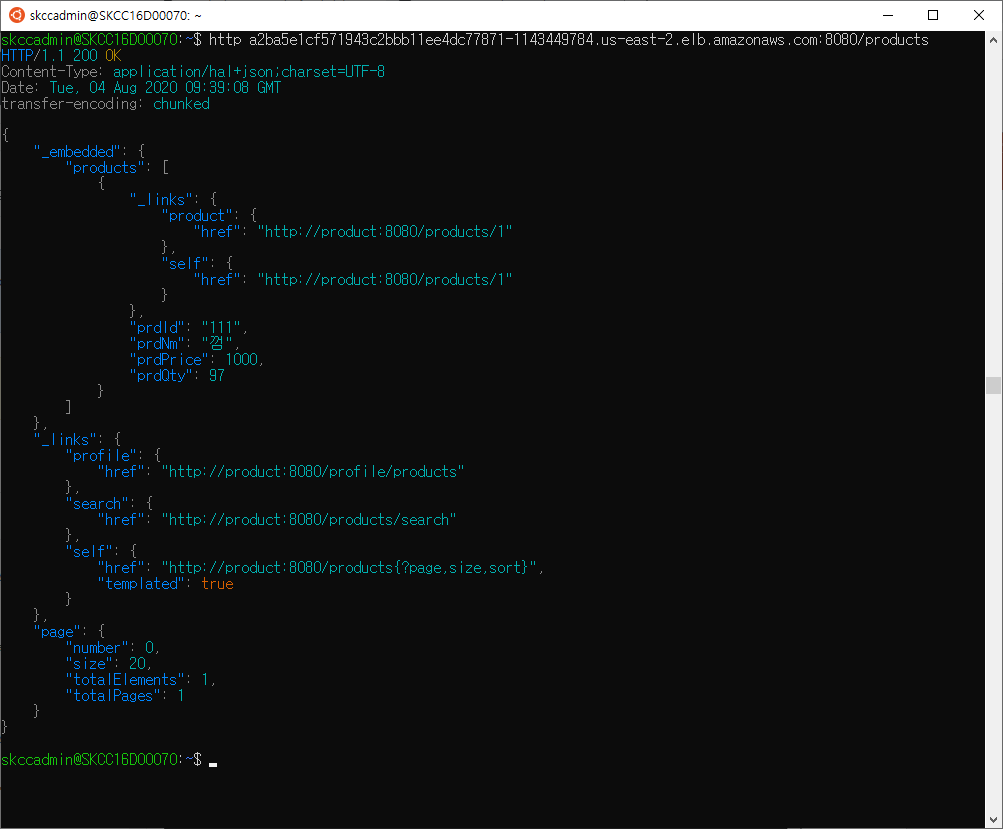 skccadmin@SKCC16D00070: ~
skccadmin@SKCC16D00070:~$ http a2ba5e1cf571943c2bbb11ee4dc77871-1143449784.us-east-2.elb.amazonaws.com:8080/products
HTTP/1.1 200 OK
Content-Type: application/hal+json;charset=UTF-8
Date: Tue, 04 Aug 2020 09:39:08 GMT
transfer-encoding: chunked
{
"_embedded": {
"products": [
{
"_links": {
"product": {
"href": "http://product:8080/products/1"
},
"self": {
"href": "http://product:8080/products/1"
}
},
"prdId": "111",
"prdNm": "껌",
"prdPrice": 1000,
"prdQty": 97
}
]
},
"_links": {
"profile": {
"href": "http://product:8080/profile/products"
},
"search": {
"href": "http://product:8080/products/search"
},
"self": {
"href": "http://product:8080/products{?page,size,sort}",
"templated": true
}
},
"page": {
"number": 0,
"size": 20,
"totalElements": 1,
"totalPages": 1
}
}
skccadmin@SKCC16D00070:~$